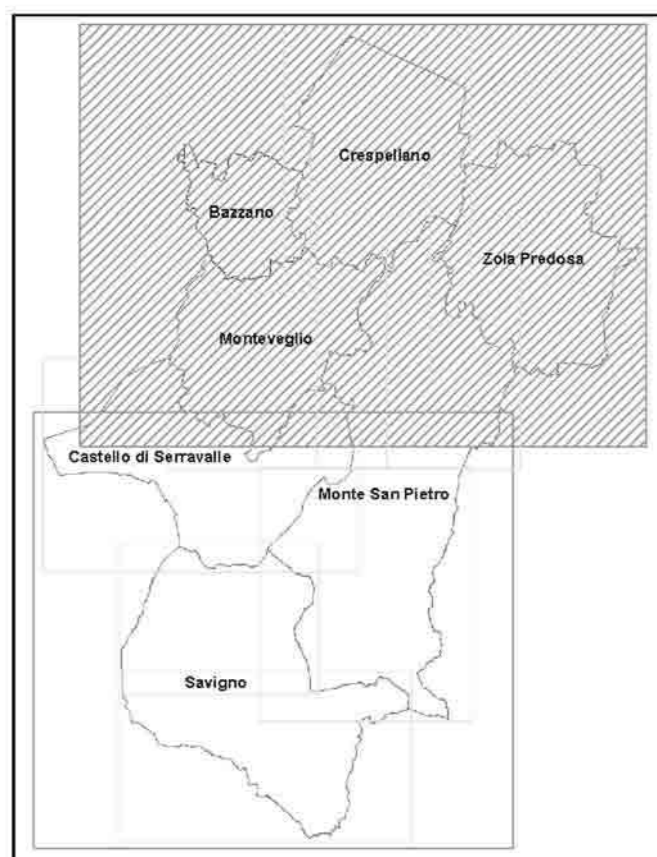 Crespellano
Bazzano
Zola Predosa
Monteveglio
Castello di Serravalle
Monte San Pietro
Savigno